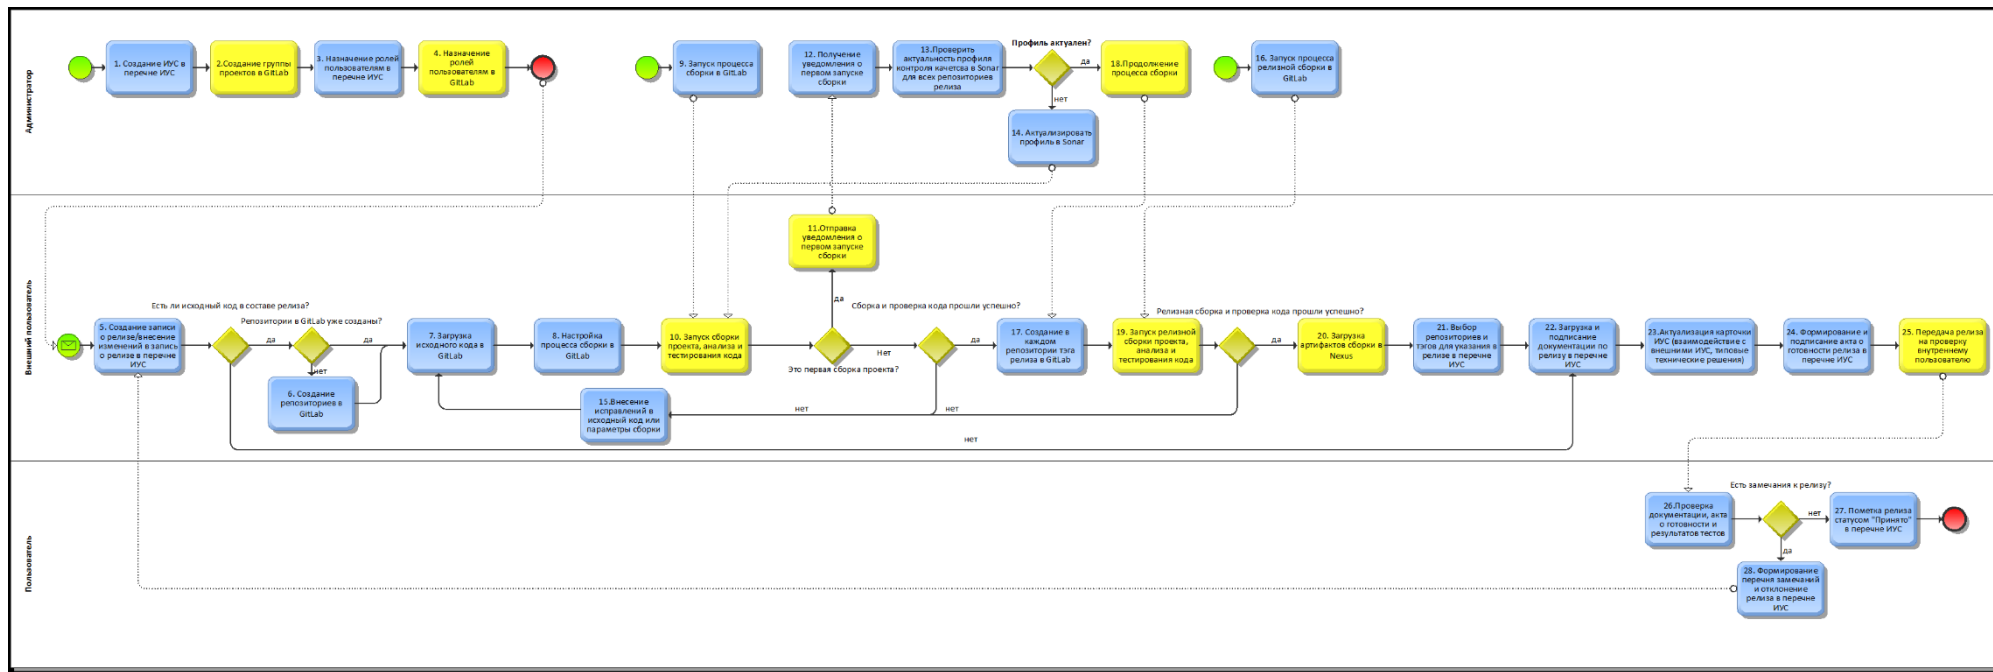 Администратор
1. Создание ИУС в
перечне ИУС
2.Создание группы
проектов в GitLab
3. Назначение ролей
пользователям в
перечне ИУС
4. Назначение
ролей
пользователям в
GitLab
9. Запуск процесса
сборки в GitLab
12. Получение
уведомления о
первом запуске
сборки
13.Проверить
актуальность профиля
контроля качетсва в Sonar
для всех репозиториев
релиза
Профиль актуален?
да
нет
18.Продолжение
процесса сборки
16. Запуск процесса
релизной сборки в
GitLab
14. Актуализировать
профиль в Sonar
Внешний пользователь
11.Отправка
уведомления о
первом запуске
сборки
да
Есть ли исходный код в составе релиза?
Репозитории в GitLab уже созданы?
Сборка и проверка кода прошли успешно?
Релизная сборка и проверка кода прошли успешно?
5. Создание записи
о релизе/внесение
изменений в запись
о релизе в перечне
ИУС
да
да
нет
6. Создание
репозиториев в
GitLab
7. Загрузка
исходного кода в
GitLab
8. Настройка
процесса сборки в
GitLab
10. Запуск сборки
проекта, анализа и
тестирования кода
Нет
Это первая сборка проекта?
да
17. Создание в
каждом
репозитории тэга
релиза в GitLab
19. Запуск релизной
сборки проекта,
анализа и
тестирования кода
да
20. Загрузка
артифактов сборки в
Nexus
21. Выбор
репозиториев и
тэгов для указания в
релизе в перечне
ИУС
22. Загрузка и
подписание
документации по
релизу в перечне
ИУС
23.Актуализация карточки
ИУС (взаимодействие с
внешними ИУС, типовые
технические решения)
24. Формирование и
подписание акта о
готовности релиза в
перечне ИУС
25. Передача релиза
на проверку
внутреннему
пользователю
15.Внесение
исправлений в
исходный код или
параметры сборки
нет
нет
нет
Пользователь
Есть замечания к релизу?
26.Проверка
документации, акта
о готовности и
результатов тестов
нет
да
27. Пометка релиза
статусом "Принято"
в перечне ИУС
28. Формирование
перечня замечаний
и отклонение
релиза в перечне
ИУС